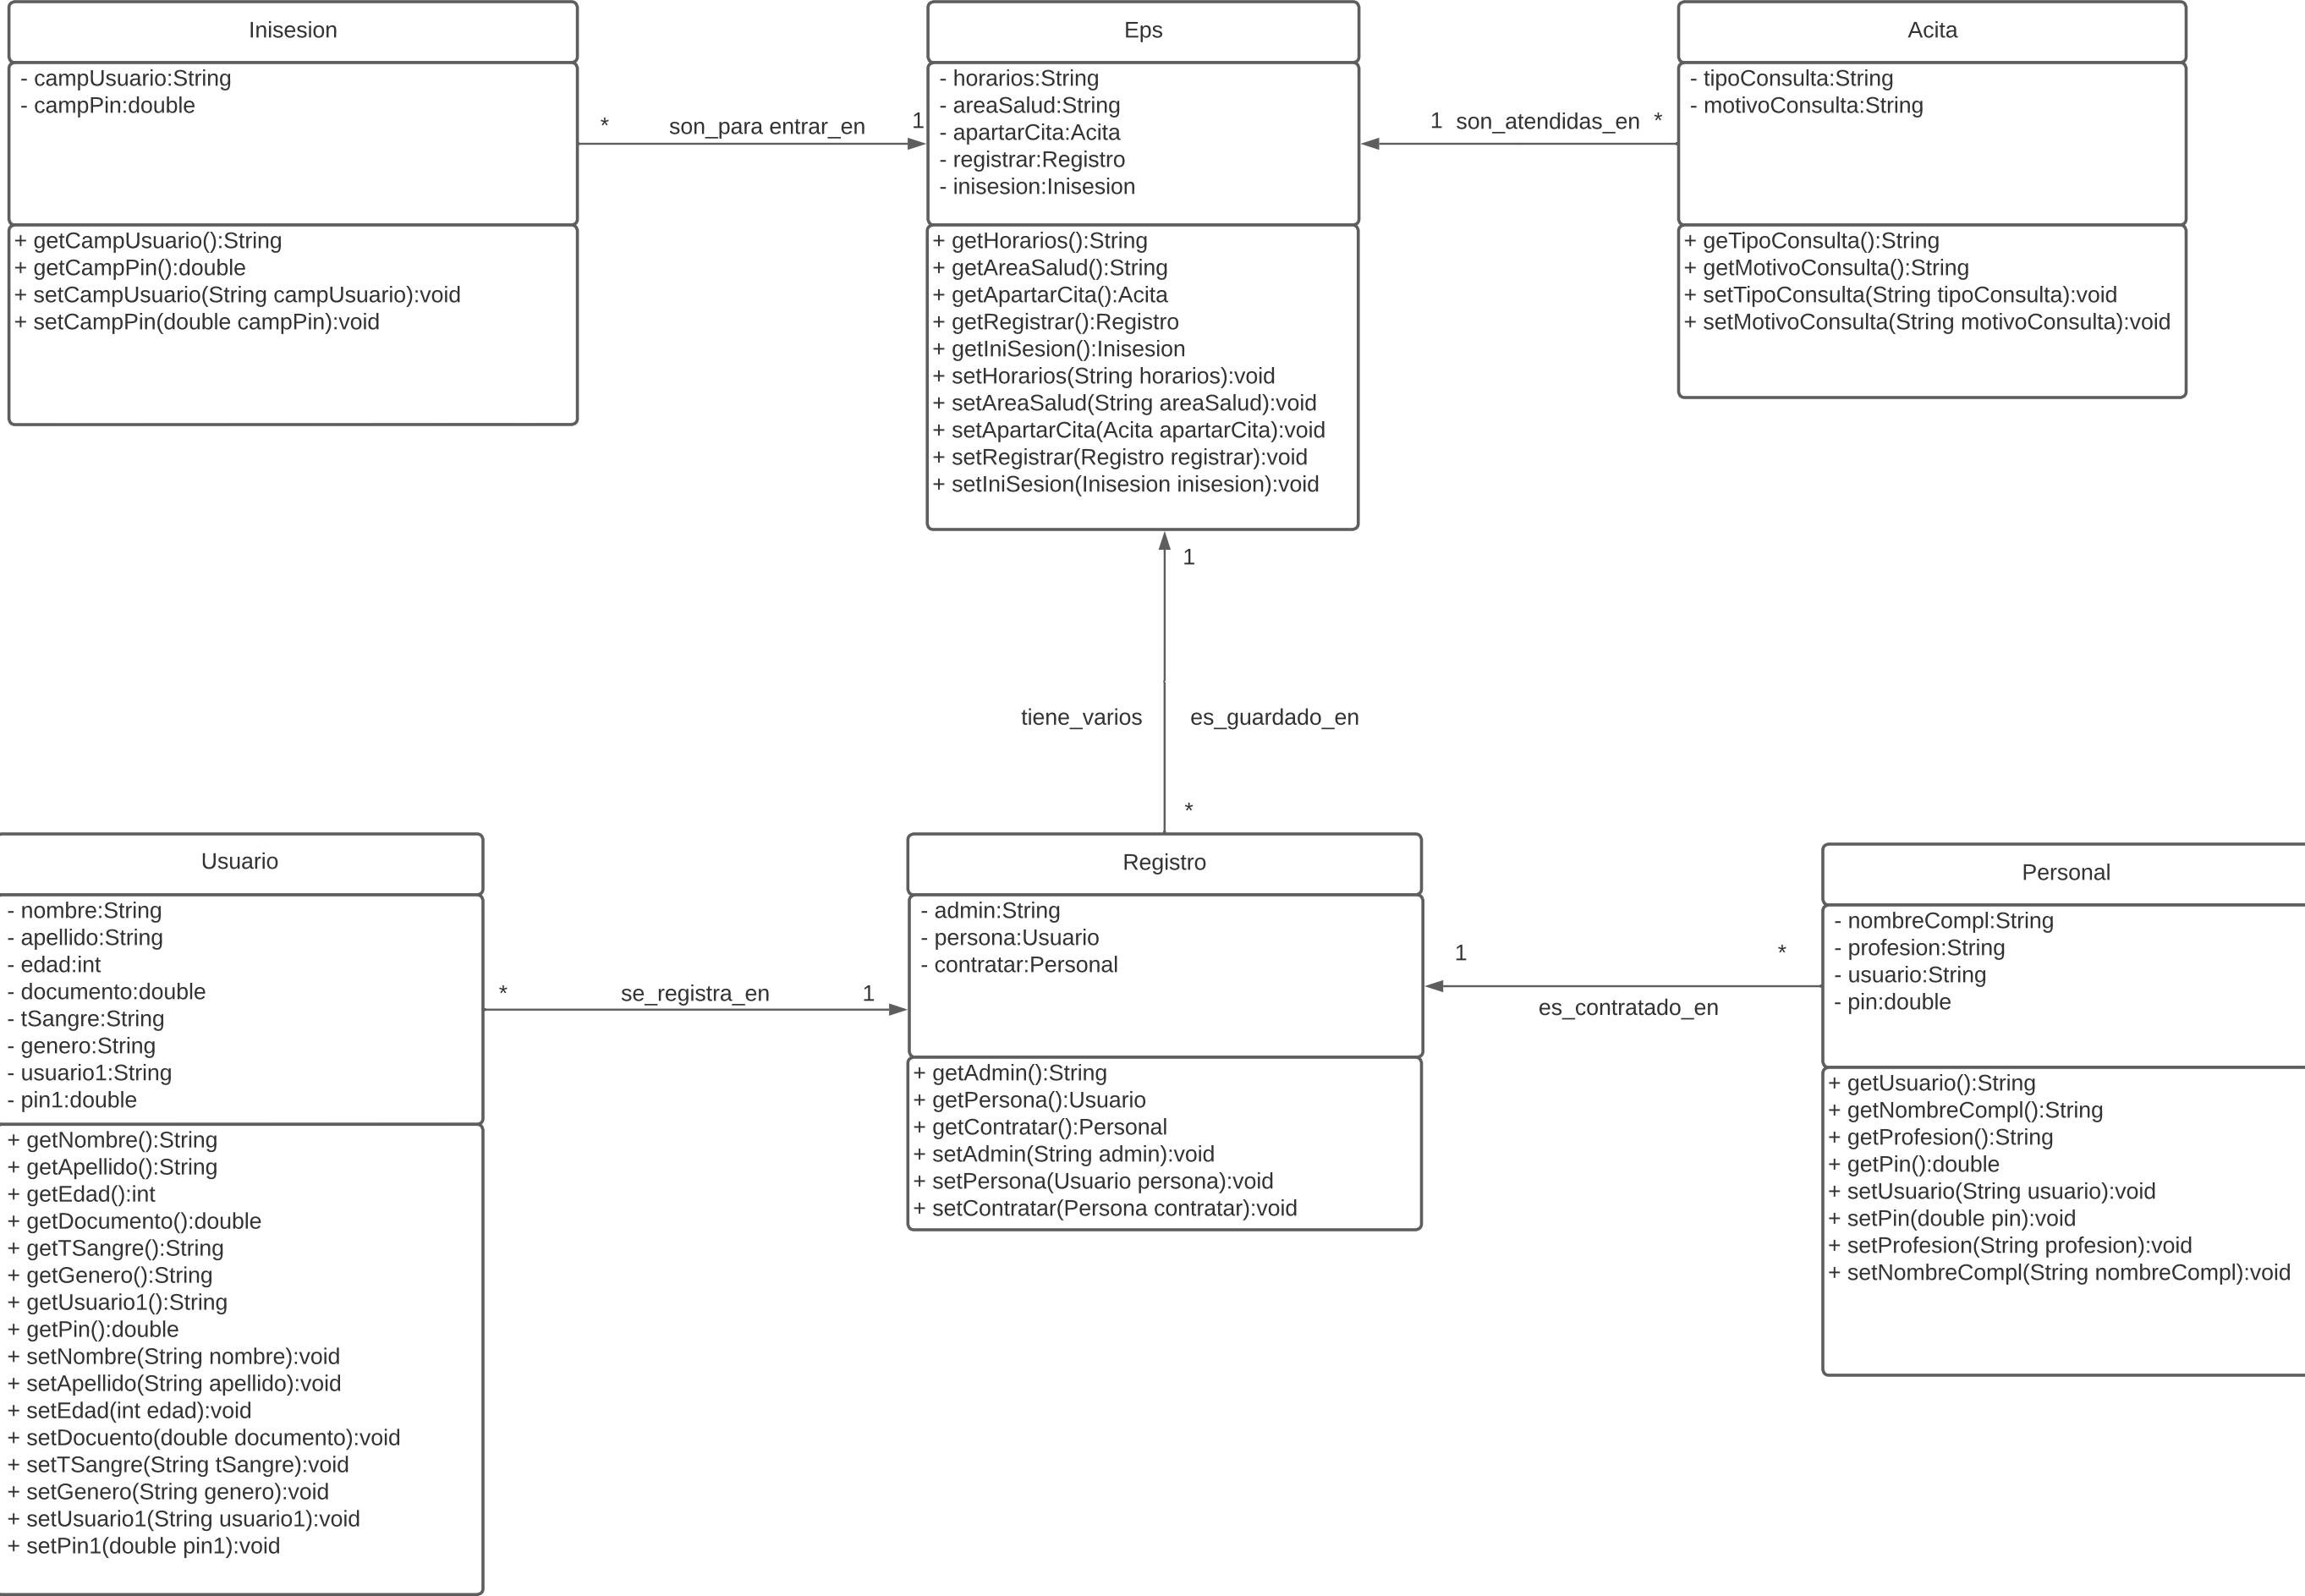 Inisesion
- campUsuario:String
- campPin:double
+ getCampUsuario():String
+ getCampPin():double
+ setCampUsuario(String campUsuario):void
+ setCampPin(double campPin):void
* son_para entrar_en 1
Eps
- horarios:String
- areaSalud:String
- apartarCita:Acita
- registrar:Registro
- inisesion:Inisesion
+ getHorarios():String
+ getAreaSalud():String
+ getApartarCita():Acita
+ getRegistrar():Registro
+ getIniSesion():Inisesion
+ setHorarios(String horarios):void
+ setAreaSalud(String areaSalud):void
+ setApartarCita(Acita apartarCita):void
+ setRegistrar(Registro registrar):void
+ setIniSesion(Inisesion inisesion):void
1 son_atendidas_en *
Acita
- tipoConsulta:String
- motivoConsulta:String
+ geTipoConsulta():String
+ getMotivoConsulta():String
+ setTipoConsulta(String tipoConsulta):void
+ setMotivoConsulta(String motivoConsulta):void
1
tiene_varios es_guardado_en
*
Usuario
- nombre:String
- apellido:String
- edad:int
- documento:double
- tSangre:String
- genero:String
- usuario1:String
- pin1:double
+ getNombre():String
+ getApellido():String
+ getEdad():int
+ getDocumento():double
+ getTSangre():String
+ getGenero():String
+ getUsuario1():String
+ getPin():double
+ setNombre(String nombre):void
+ setApellido(String apellido):void
+ setEdad(int edad):void
+ setDocuento(double documento):void
+ setTSangre(String tSangre):void
+ setGenero(String genero):void
+ setUsuario1(String usuario1):void
+ setPin1(double pin1):void
* se_registra_en 1
Registro
- admin:String
- persona:Usuario
- contratar:Personal
+ getAdmin():String
+ getPersona():Usuario
+ getContratar():Personal
+ setAdmin(String admin):void
+ setPersona(Usuario persona):void
+ setContratar(Persona contratar):void
1 *
es_contratado_en
Personal
- nombreCompl:String
- profesion:String
- usuario:String
- pin:double
+ getUsuario():String
+ getNombreCompl():String
+ getProfesion():String
+ getPin():double
+ setUsuario(String usuario):void
+ setPin(double pin):void
+ setProfesion(String profesion):void
+ setNombreCompl(String nombreCompl):void